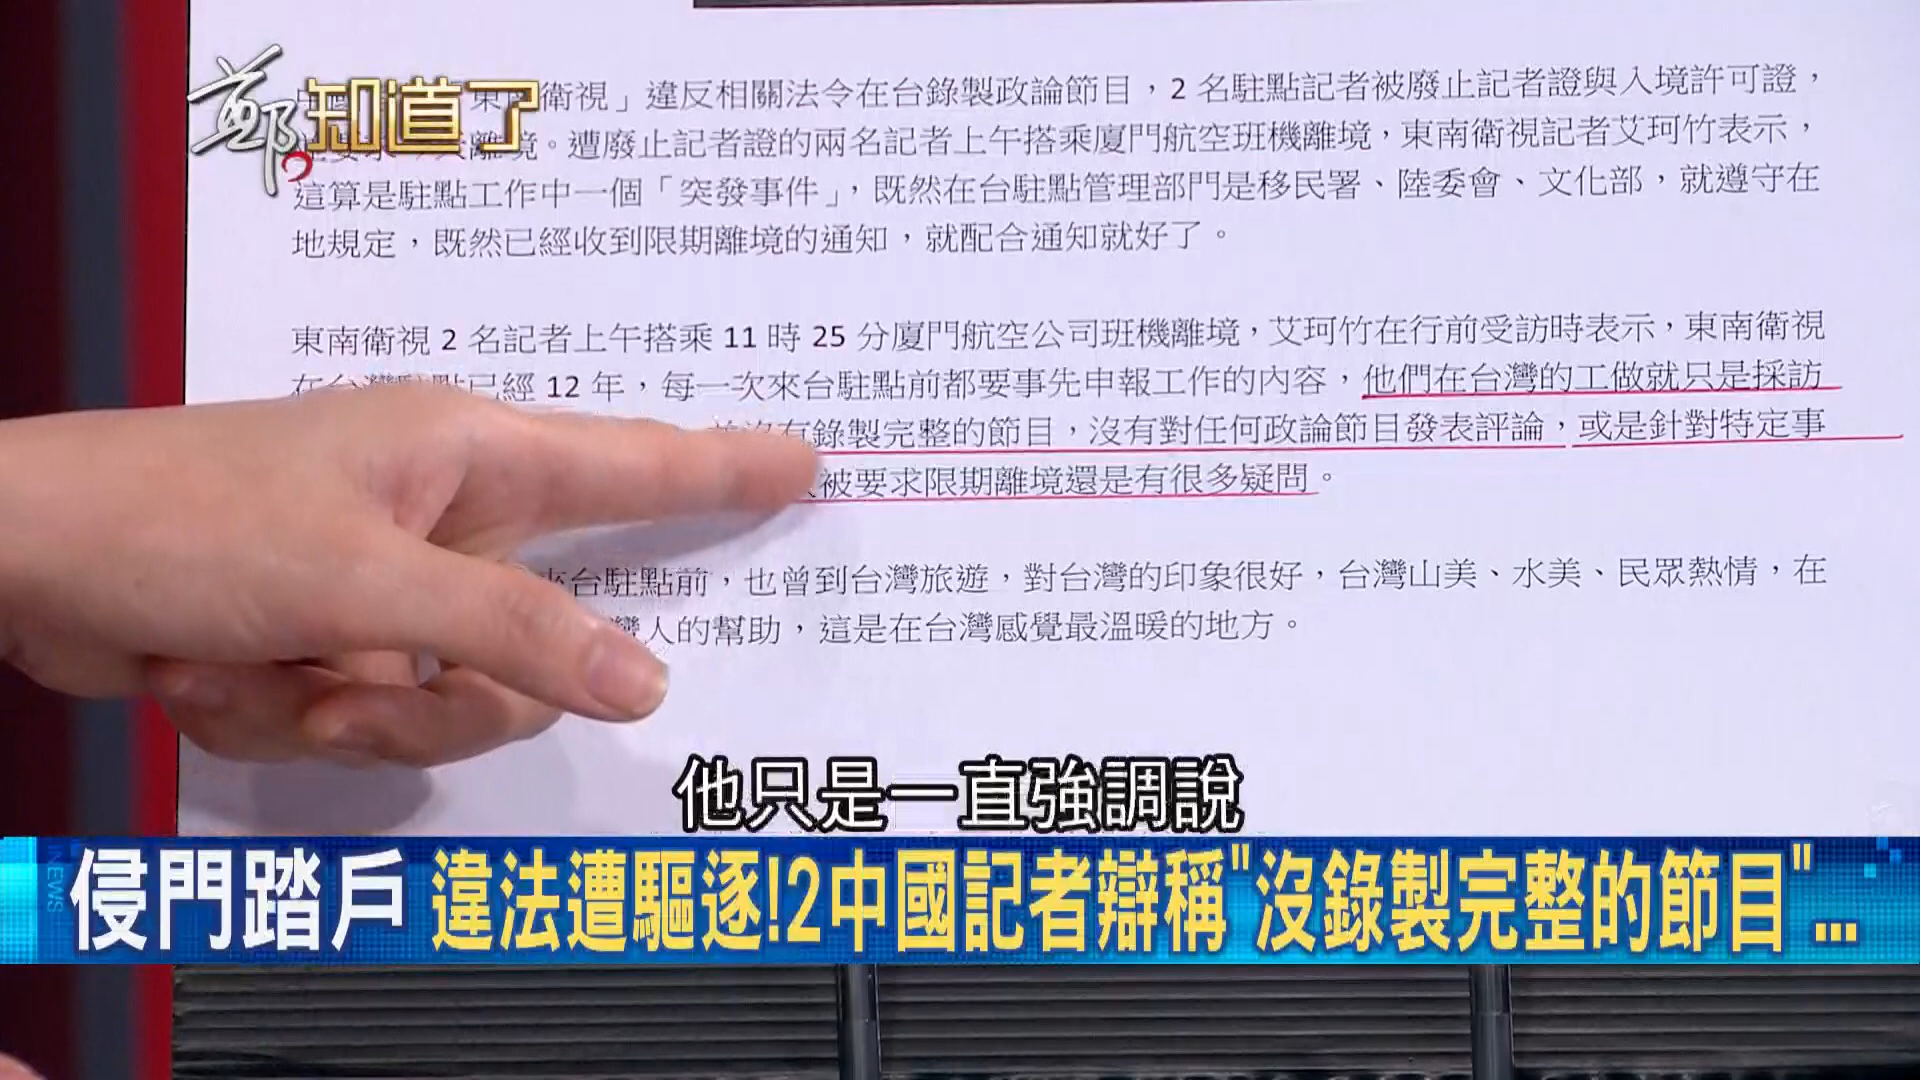 鄭知道了
衛視」違反相關法令在台錄製政論節目，2 名駐點記者被廢止記者證與入境許可證，
離境。遭廢止記者證的兩名記者上午搭乘廈門航空班機離境，東南衛視記者艾珂竹表示，
這算是駐點工作中一個「突發事件」，既然在台駐點管理部門是移民署、陸委會、文化部，就遵守在
地規定，既然已經收到限期離境的通知，就配合通知就好了。
東南衛視 2 名記者上午搭乘 11 時 25 分廈門航空公司班機離境，艾珂竹在行前受訪時表示，東南衛視
已經 12 年，每一次來台駐點前都要事先申報工作的內容，他們在台灣的工做就只是採訪
沒有錄製完整的節目，沒有對任何政論節目發表評論，或是針對特定事
被要求限期離境還是有很多疑問。
來台駐點前，也曾到台灣旅遊，對台灣的印象很好，台灣山美、水美、民眾熱情，在
灣人的幫助，這是在台灣感覺最溫暖的地方。
他只是一直強調說
NEWS
侵門踏戶 違法遭驅逐!2中國記者辯稱"沒錄製完整的節目"...